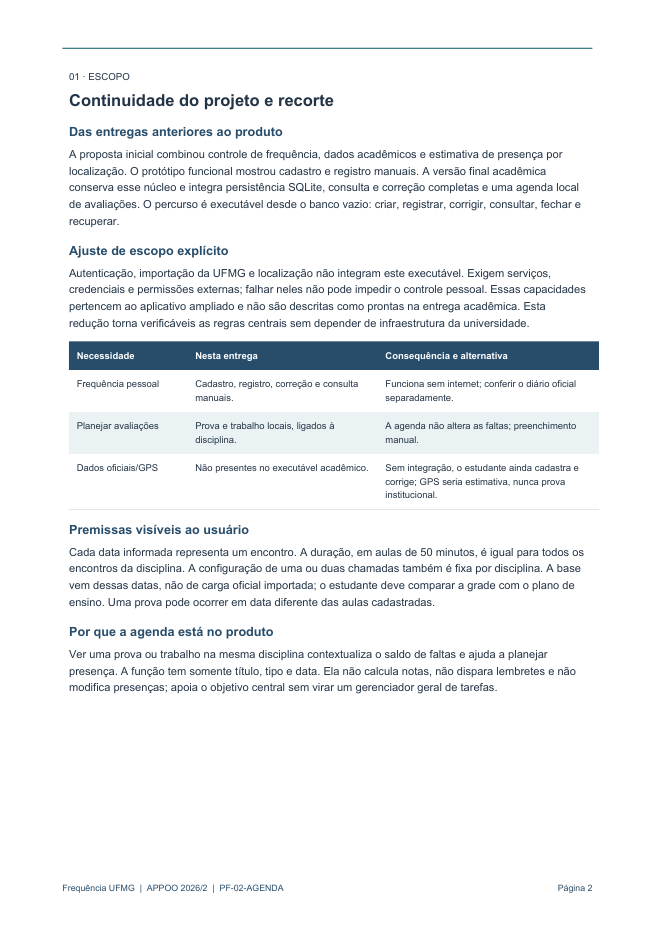 01 · ESCOPO
Continuidade do projeto e recorte
Das entregas anteriores ao produto
A proposta inicial combinou controle de frequência, dados acadêmicos e estimativa de presença por
localização. O protótipo funcional mostrou cadastro e registro manuais. A versão final acadêmica
conserva esse núcleo e integra persistência SQLite, consulta e correção completas e uma agenda local
de avaliações. O percurso é executável desde o banco vazio: criar, registrar, corrigir, consultar, fechar e
recuperar.
Ajuste de escopo explícito
Autenticação, importação da UFMG e localização não integram este executável. Exigem serviços,
credenciais e permissões externas; falhar neles não pode impedir o controle pessoal. Essas capacidades
pertencem ao aplicativo ampliado e não são descritas como prontas na entrega acadêmica. Esta
redução torna verificáveis as regras centrais sem depender de infraestrutura da universidade.
Necessidade Nesta entrega Consequência e alternativa
Frequência pessoal Cadastro, registro, correção e consulta Funciona sem internet; conferir o diário oficial
manuais. separadamente.
Planejar avaliações Prova e trabalho locais, ligados à A agenda não altera as faltas; preenchimento
disciplina. manual.
Dados oficiais/GPS Não presentes no executável acadêmico. Sem integração, o estudante ainda cadastra e
corrige; GPS seria estimativa, nunca prova
institucional.
Premissas visíveis ao usuário
Cada data informada representa um encontro. A duração, em aulas de 50 minutos, é igual para todos os
encontros da disciplina. A configuração de uma ou duas chamadas também é fixa por disciplina. A base
vem dessas datas, não de carga oficial importada; o estudante deve comparar a grade com o plano de
ensino. Uma prova pode ocorrer em data diferente das aulas cadastradas.
Por que a agenda está no produto
Ver uma prova ou trabalho na mesma disciplina contextualiza o saldo de faltas e ajuda a planejar
presença. A função tem somente título, tipo e data. Ela não calcula notas, não dispara lembretes e não
modifica presenças; apoia o objetivo central sem virar um gerenciador geral de tarefas.
Frequência UFMG | APPOO 2026/2 | PF-02-AGENDA Página 2